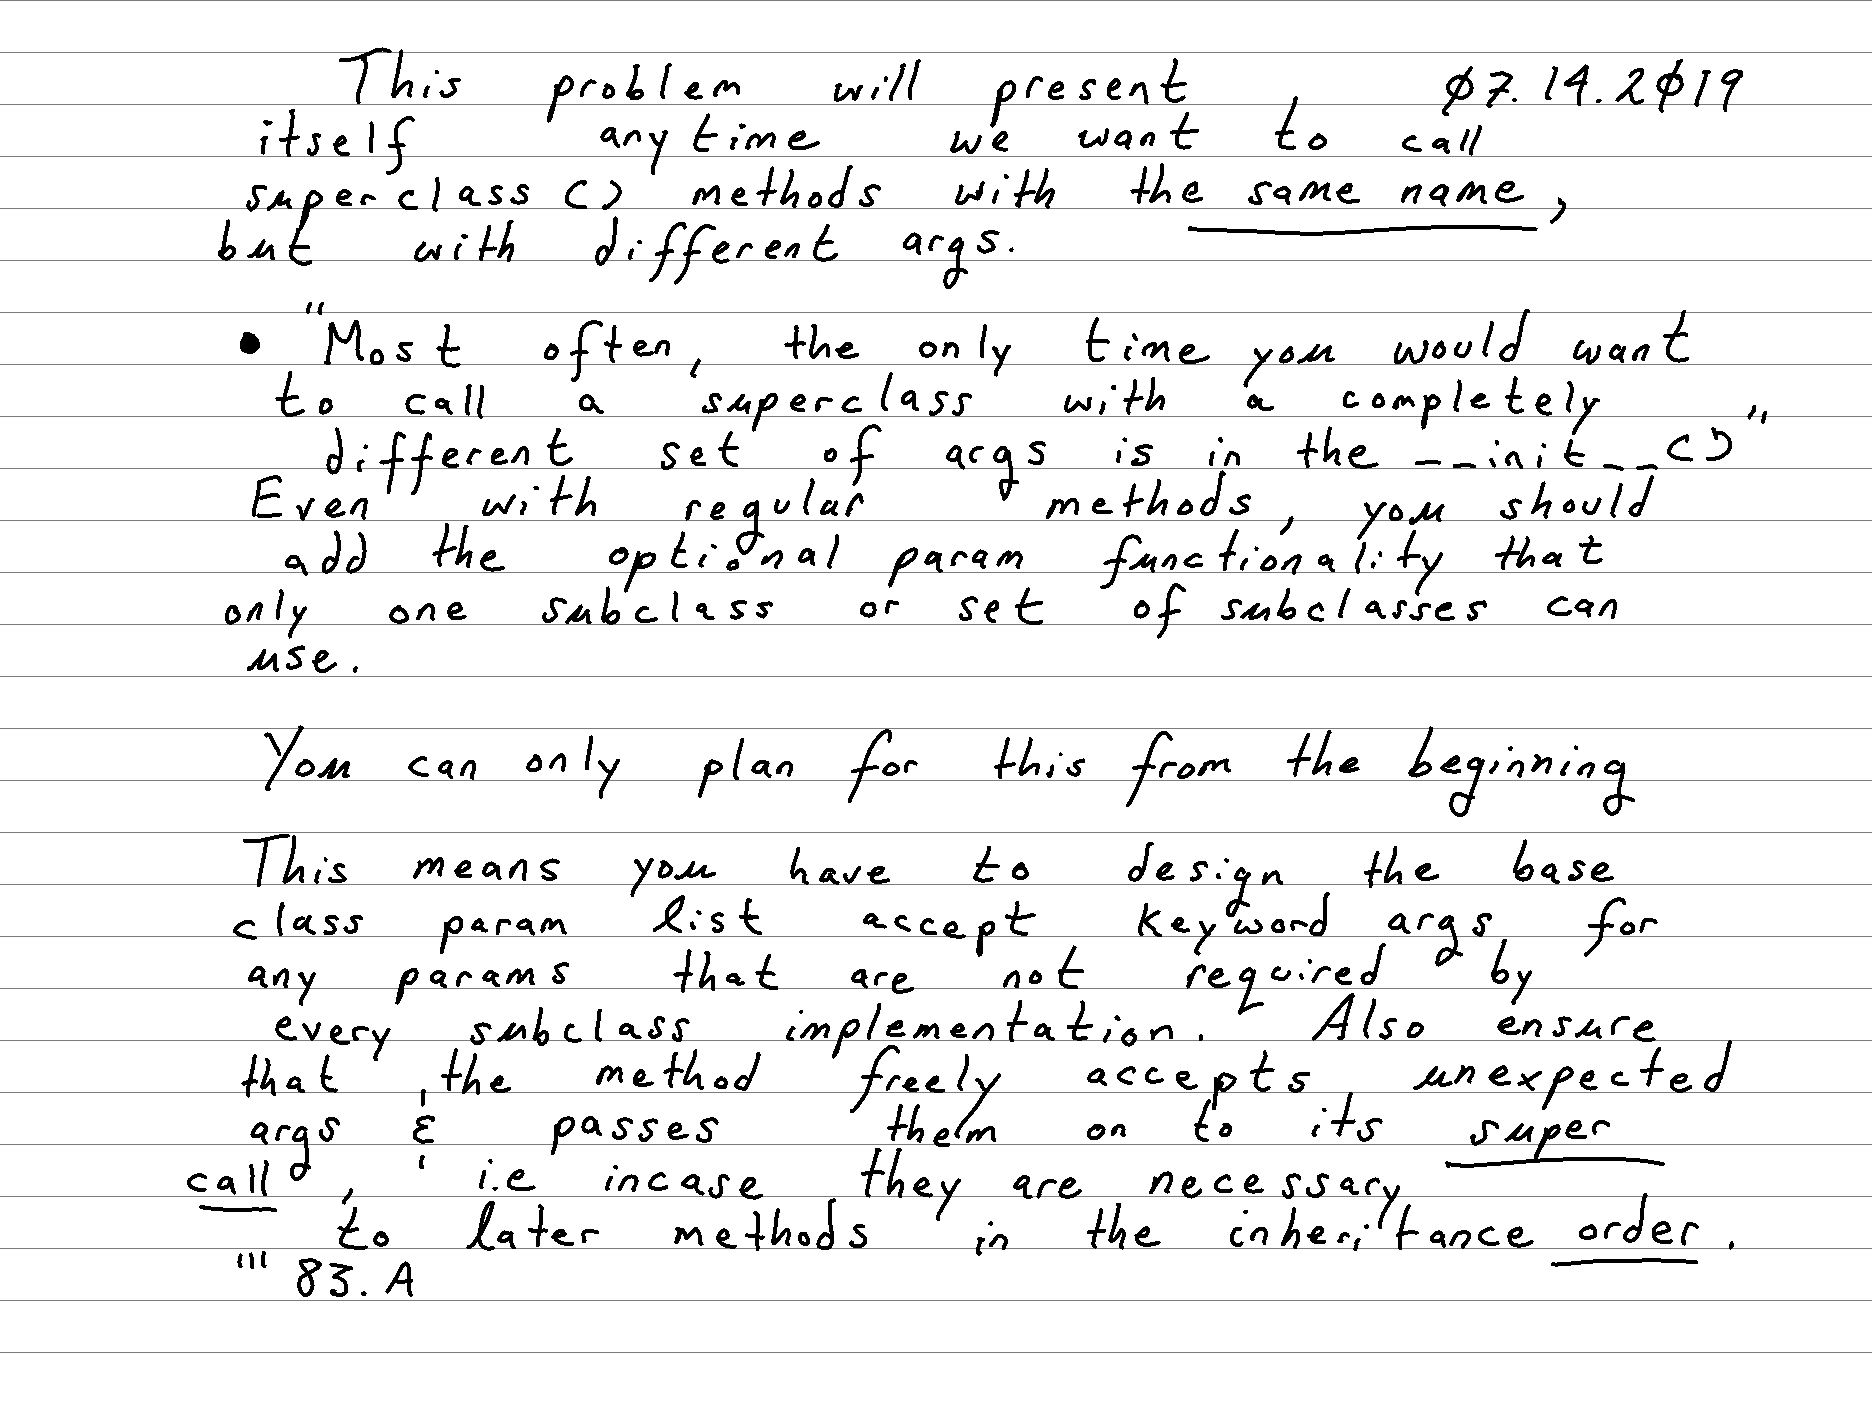 This problem will present , Ø7.14.2Ø19
itself anytime we want to call
superclass () methods with the same name,
but with different args.
• "Most often, the only time you would want
to call a superclass with a completely
different set of args is in the __init__()"
Even with regular methods, you should
add the optional param functionality that
only one subclass or set of subclasses can
use.
You can only plan for this from the beginning
This means you have to design the base
class param list accept keyword args for
any params that are not required by
every subclass implementation. Also ensure
that the method freely accepts unexpected
args & passes them on to its super
call, i.e incase they are necessary
to later methods in the inheritance order.
''' 83.A